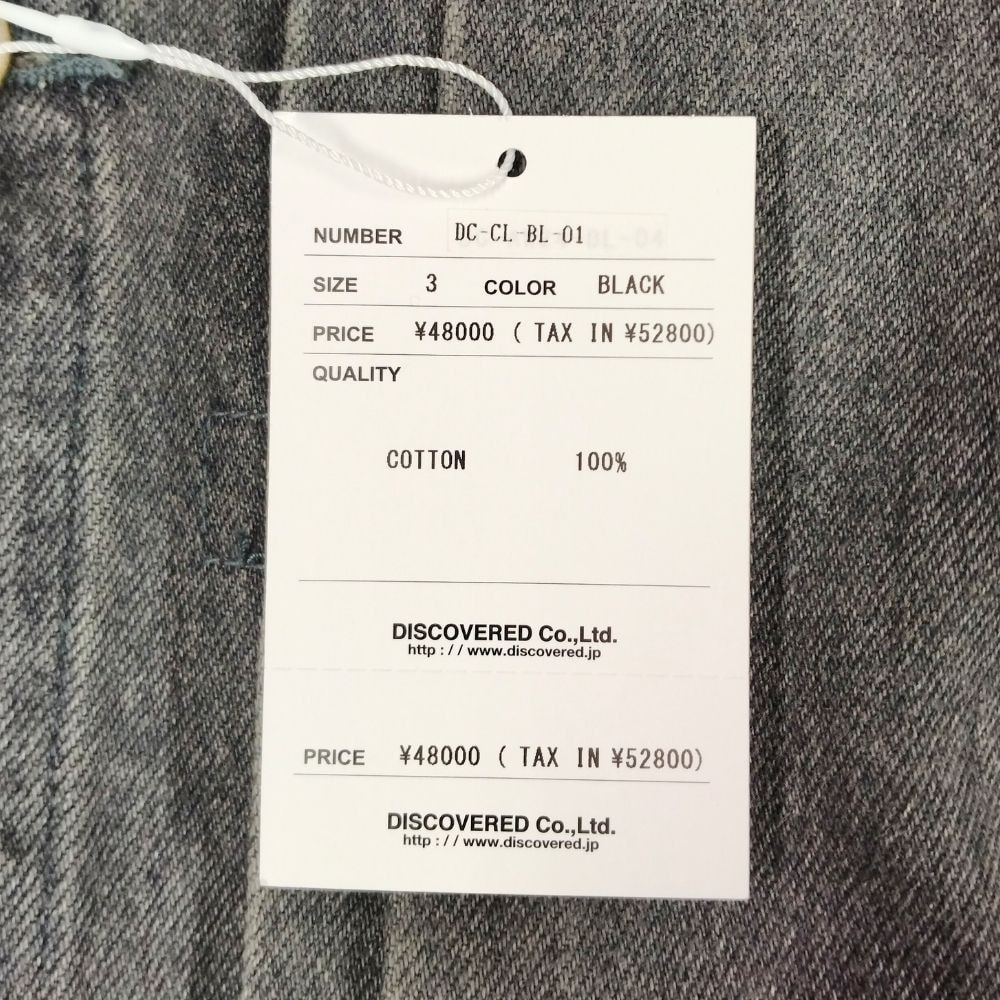 NUMBER DC-CL-BL-01
SIZE 3 COLOR BLACK
PRICE ¥48000 ( TAX IN ¥52800)
QUALITY
COTTON 100%
DISCOVERED Co.,Ltd.
http : / / www.discovered.jp
PRICE ¥48000 ( TAX IN ¥52800)
DISCOVERED Co.,Ltd.
http : / / www.discovered.jp